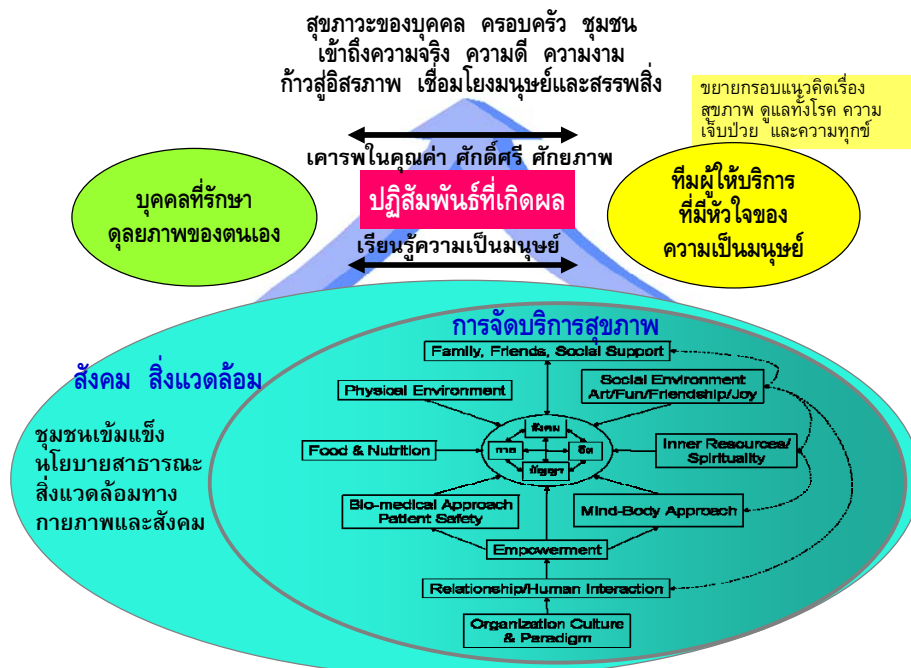 สุขภาวะของบุคคล ครอบครัว ชุมชน
เข้าถึงความจริง ความดี ความงาม
ก้าวสู่อิสรภาพ เชื่อมโยงมนุษย์และสรรพสิ่ง
ขยายกรอบแนวคิดเรื่อง
สุขภาพ ดูแลทั้งโรค ความ
เจ็บป่วย และความทุกข์
เคารพในคุณค่า ศักดิ์ศรี ศักยภาพ
บุคคลที่รักษา
ดุลยภาพของตนเอง
ปฏิสัมพันธ์ที่เกิดผล
ทีมผู้ให้บริการ
ที่มีหัวใจของ
ความเป็นมนุษย์
เรียนรู้ความเป็นมนุษย์
การจัดบริการสุขภาพ
สังคม สิ่งแวดล้อม
ชุมชนเข้มแข็ง
นโยบายสาธารณะ
สิ่งแวดล้อมทาง
กายภาพและสังคม
Family, Friends, Social Support
Physical Environment
Social Environment
Art/Fun/Friendship/Joy
สังคม
กาย
จิต
ปัญญา
Food & Nutrition
Inner Resources/
Spirituality
Bio-medical Approach
Patient Safety
Mind-Body Approach
Empowerment
Relationship/Human Interaction
Organization Culture
& Paradigm